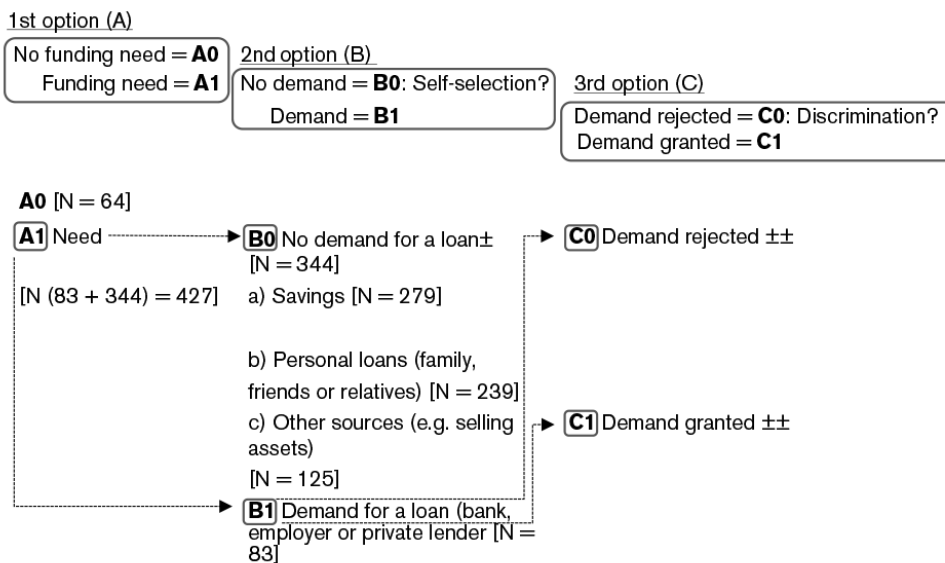 1st option (A)
No funding need = A0
Funding need = A1
2nd option (B)
No demand = B0: Self-selection?
Demand = B1
3rd option (C)
Demand rejected = C0: Discrimination?
Demand granted = C1
A0 [N = 64]
A1 Need
[N (83 + 344) = 427]
B0 No demand for a loan±
[N = 344]
a) Savings [N = 279]
b) Personal loans (family,
friends or relatives) [N = 239]
c) Other sources (e.g. selling
assets)
[N = 125]
B1 Demand for a loan (bank,
employer or private lender [N =
83]
C0 Demand rejected ±±
C1 Demand granted ±±